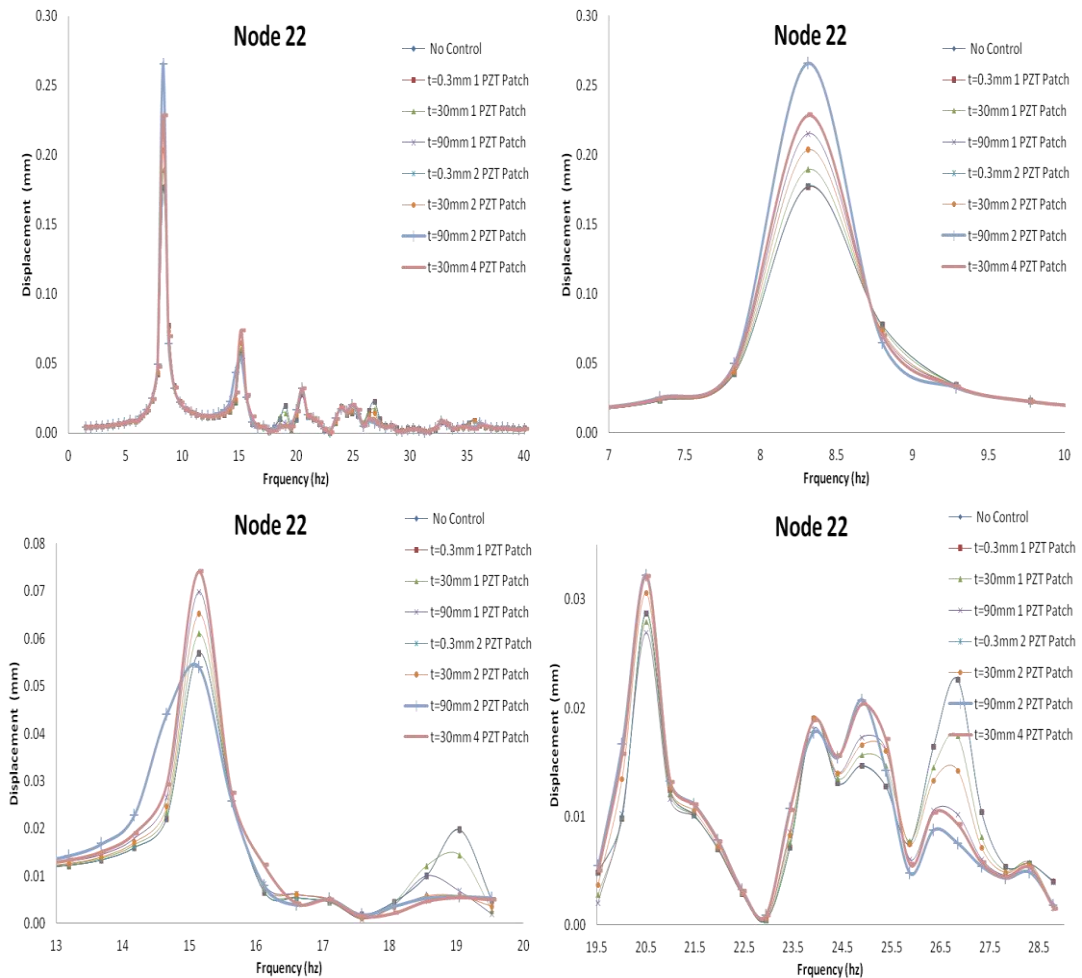 Node 22
No Control
t=0.3mm 1 PZT Patch
t=30mm 1 PZT Patch
t=90mm 1 PZT Patch
t=0.3mm 2 PZT Patch
t=30mm 2 PZT Patch
t=90mm 2 PZT Patch
t=30mm 4 PZT Patch
Displacement (mm)
0.30
0.25
0.20
0.15
0.10
0.05
0.00
0 5 10 15 20 25 30 35 40
Frquency (hz)
Node 22
No Control
t=0.3mm 1 PZT Patch
t=30mm 1 PZT Patch
t=90mm 1 PZT Patch
t=0.3mm 2 PZT Patch
t=30mm 2 PZT Patch
t=90mm 2 PZT Patch
t=30mm 4 PZT Patch
Displacement (mm)
0.30
0.25
0.20
0.15
0.10
0.05
0.00
7 7.5 8 8.5 9 9.5 10
Frquency (hz)
Node 22
No Control
t=0.3mm 1 PZT Patch
t=30mm 1 PZT Patch
t=90mm 1 PZT Patch
t=0.3mm 2 PZT Patch
t=30mm 2 PZT Patch
t=90mm 2 PZT Patch
t=30mm 4 PZT Patch
Displacement (mm)
0.08
0.07
0.06
0.05
0.04
0.03
0.02
0.01
0.00
13 14 15 16 17 18 19 20
Frquency (hz)
Node 22
No Control
t=0.3mm 1 PZT Patch
t=30mm 1 PZT Patch
t=90mm 1 PZT Patch
t=0.3mm 2 PZT Patch
t=30mm 2 PZT Patch
t=90mm 2 PZT Patch
t=30mm 4 PZT Patch
Displacement (mm)
0.03
0.02
0.01
0.00
19.5 20.5 21.5 22.5 23.5 24.5 25.5 26.5 27.5 28.5
Frquency (hz)